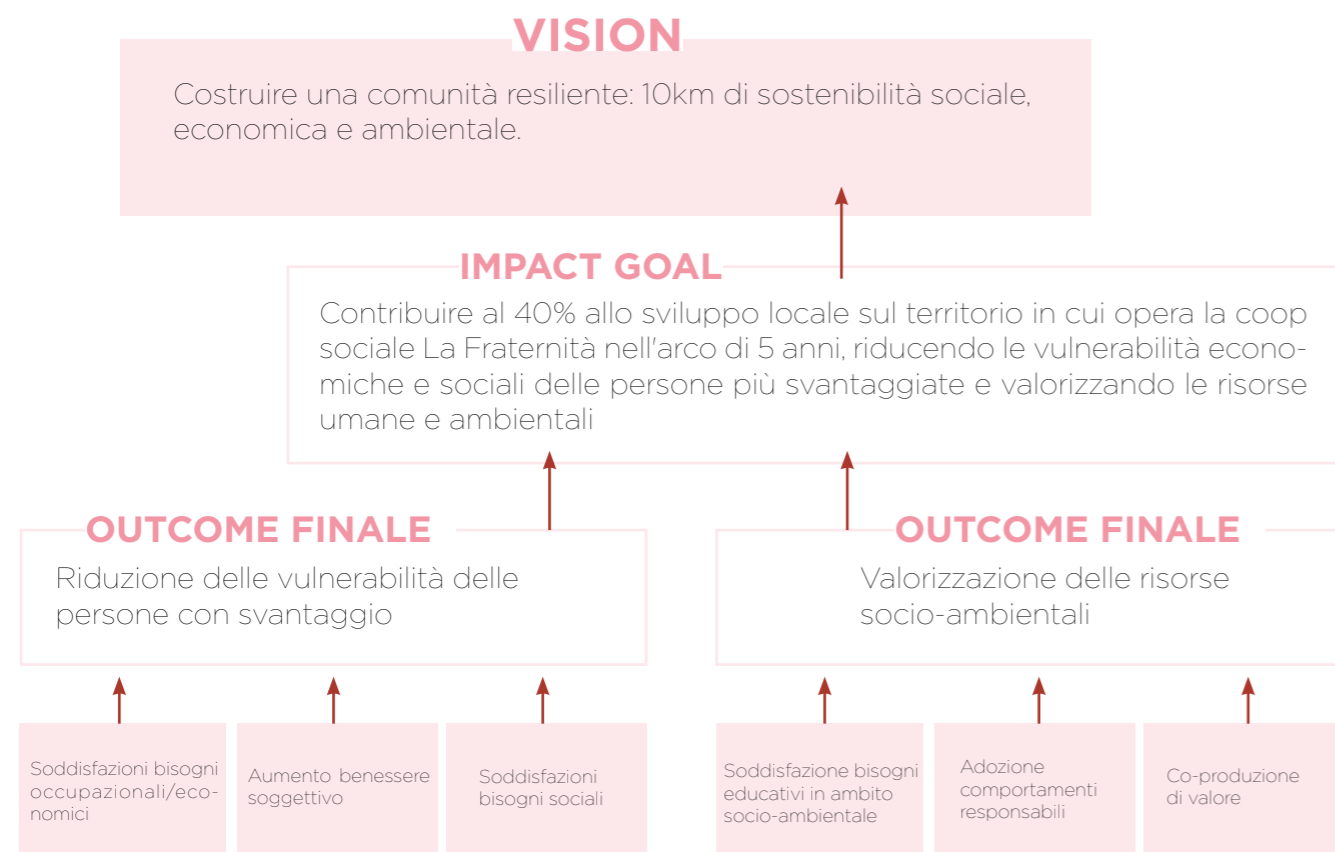 VISION
Costruire una comunità resiliente: 10km di sostenibilità sociale,
economica e ambientale.
IMPACT GOAL
Contribuire al 40% allo sviluppo locale sul territorio in cui opera la coop
sociale La Fraternità nell'arco di 5 anni, riducendo le vulnerabilità econo-
miche e sociali delle persone più svantaggiate e valorizzando le risorse
umane e ambientali
OUTCOME FINALE
Riduzione delle vulnerabilità delle
persone con svantaggio
OUTCOME FINALE
Valorizzazione delle risorse
socio-ambientali
Soddisfazioni bisogni
occupazionali/eco-
nomici
Aumento benessere
soggettivo
Soddisfazioni
bisogni sociali
Soddisfazione bisogni
educativi in ambito
socio-ambientale
Adozione
comportamenti
responsabili
Co-produzione
di valore